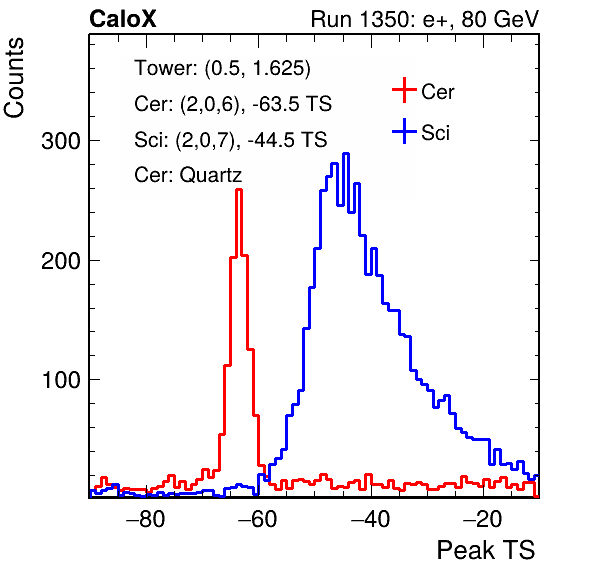 CaloX Run 1350: e+, 80 GeV
Counts
Tower: (0.5, 1.625)
Cer: (2,0,6), -63.5 TS
Sci: (2,0,7), -44.5 TS
Cer: Quartz
Cer
Sci
300
200
100
−80 −60 −40 −20
Peak TS